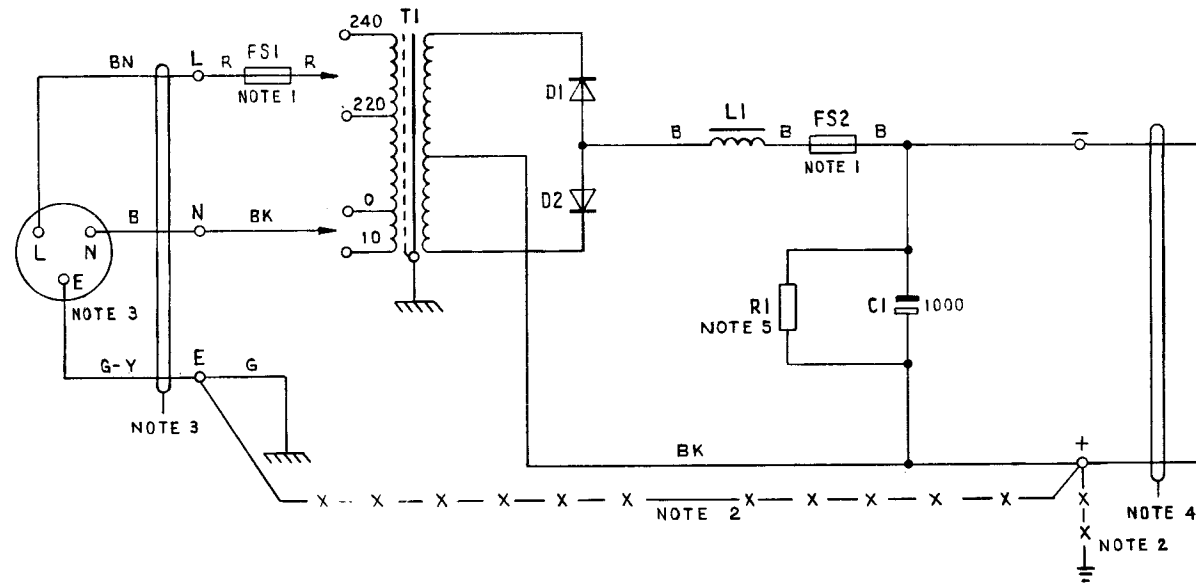 240
T1
BN
L
R
FS1
R
NOTE 1
220
D1
L1
FS2
B
B
B
NOTE 1
−
D2
0
B
N
BK
10
L
N
E
NOTE 3
R1
NOTE 5
C1
1000
G-Y
E
G
NOTE 3
BK
+
NOTE 2
NOTE 4
NOTE 2